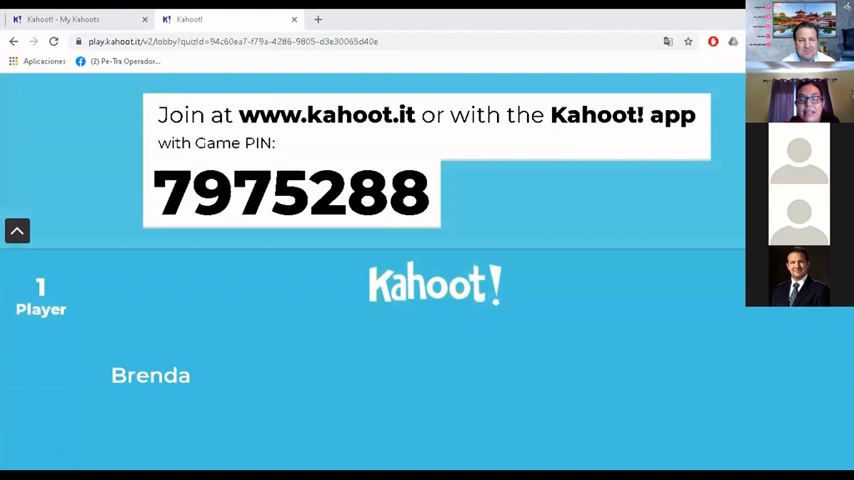 Kahoot! - My Kahoots
Kahoot!
play.kahoot.it/v2/lobby?quizId=94c60ea7-f79a-4286-9805-d3e30065d40e
Aplicaciones
(2) Pe-Tra Operador...
Join at www.kahoot.it or with the Kahoot! app
with Game PIN:
7975288
Kahoot!
1
Player
Brenda